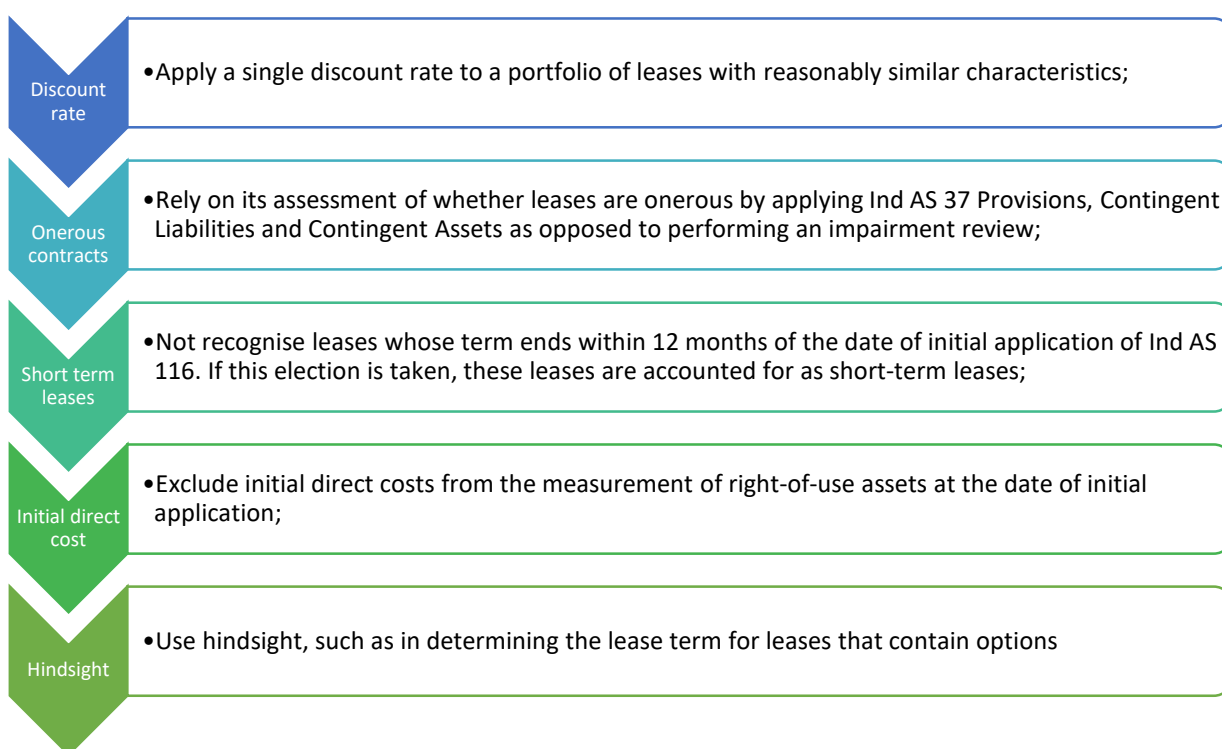 Discount
rate
•Apply a single discount rate to a portfolio of leases with reasonably similar characteristics;
Onerous
contracts
•Rely on its assessment of whether leases are onerous by applying Ind AS 37 Provisions, Contingent
Liabilities and Contingent Assets as opposed to performing an impairment review;
Short term
leases
•Not recognise leases whose term ends within 12 months of the date of initial application of Ind AS
116. If this election is taken, these leases are accounted for as short-term leases;
Initial direct
cost
•Exclude initial direct costs from the measurement of right-of-use assets at the date of initial
application;
Hindsight
•Use hindsight, such as in determining the lease term for leases that contain options